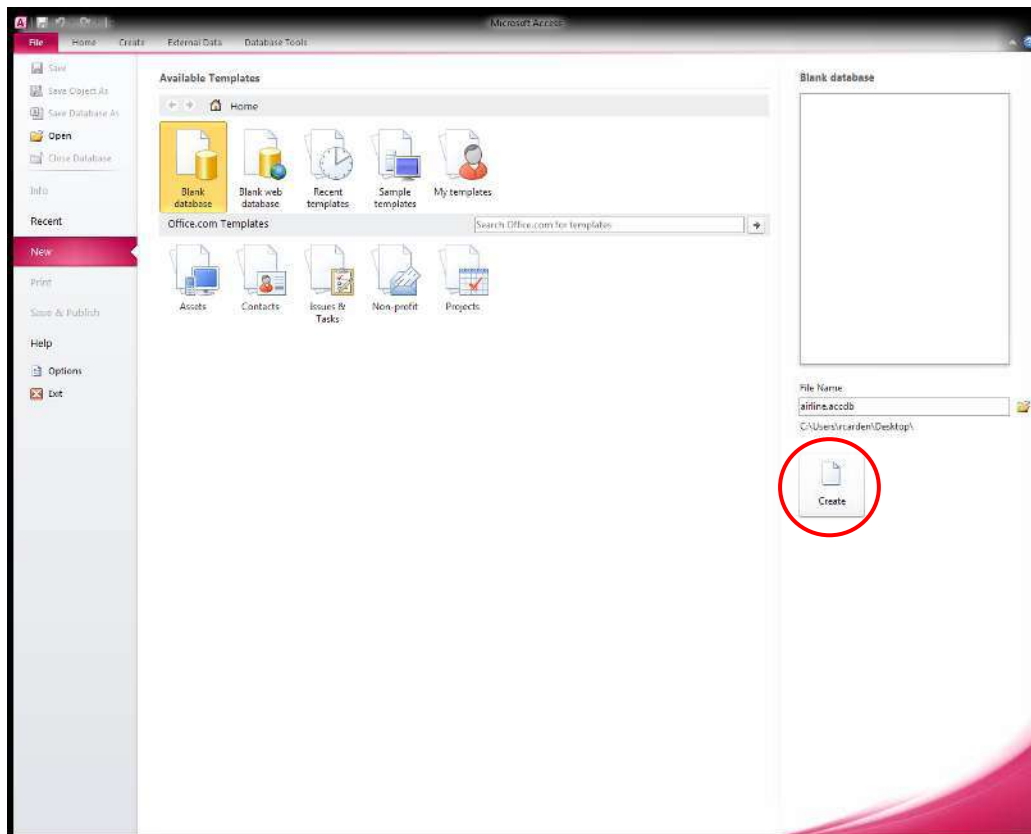 Microsoft Access
File Home Create External Data Database Tools
Save
Save Object As
Save Database As
Open
Close Database
Info
Recent
New
Print
Save & Publish
Help
Options
Exit
Available Templates
Home
Blank database
Blank web database
Recent templates
Sample templates
My templates
Office.com Templates
Search Office.com for templates
Assets
Contacts
Issues & Tasks
Non-profit
Projects
Blank database
File Name
airline.accdb
C:\Users\rcarden\Desktop\
Create